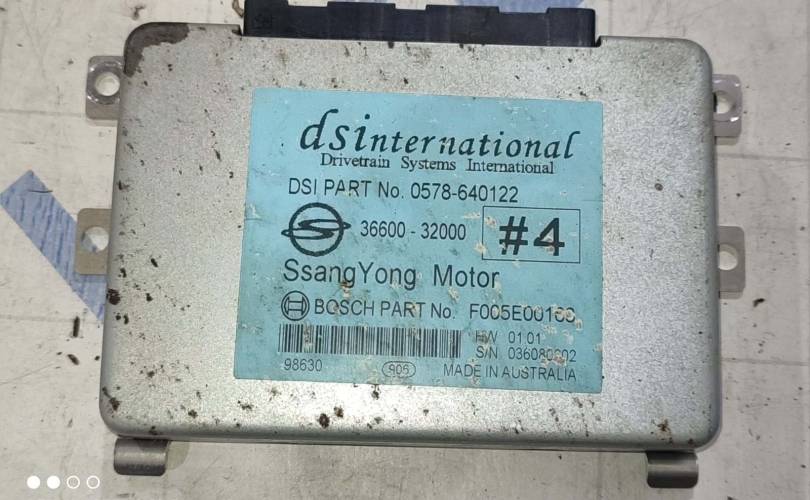 dsinternational
Drivetrain Systems International
DSI PART No. 0578-640122
36600 - 32000
#4
SsangYong Motor
BOSCH PART No.
HW 01.01
S/N
98630
905
MADE IN AUSTRALIA